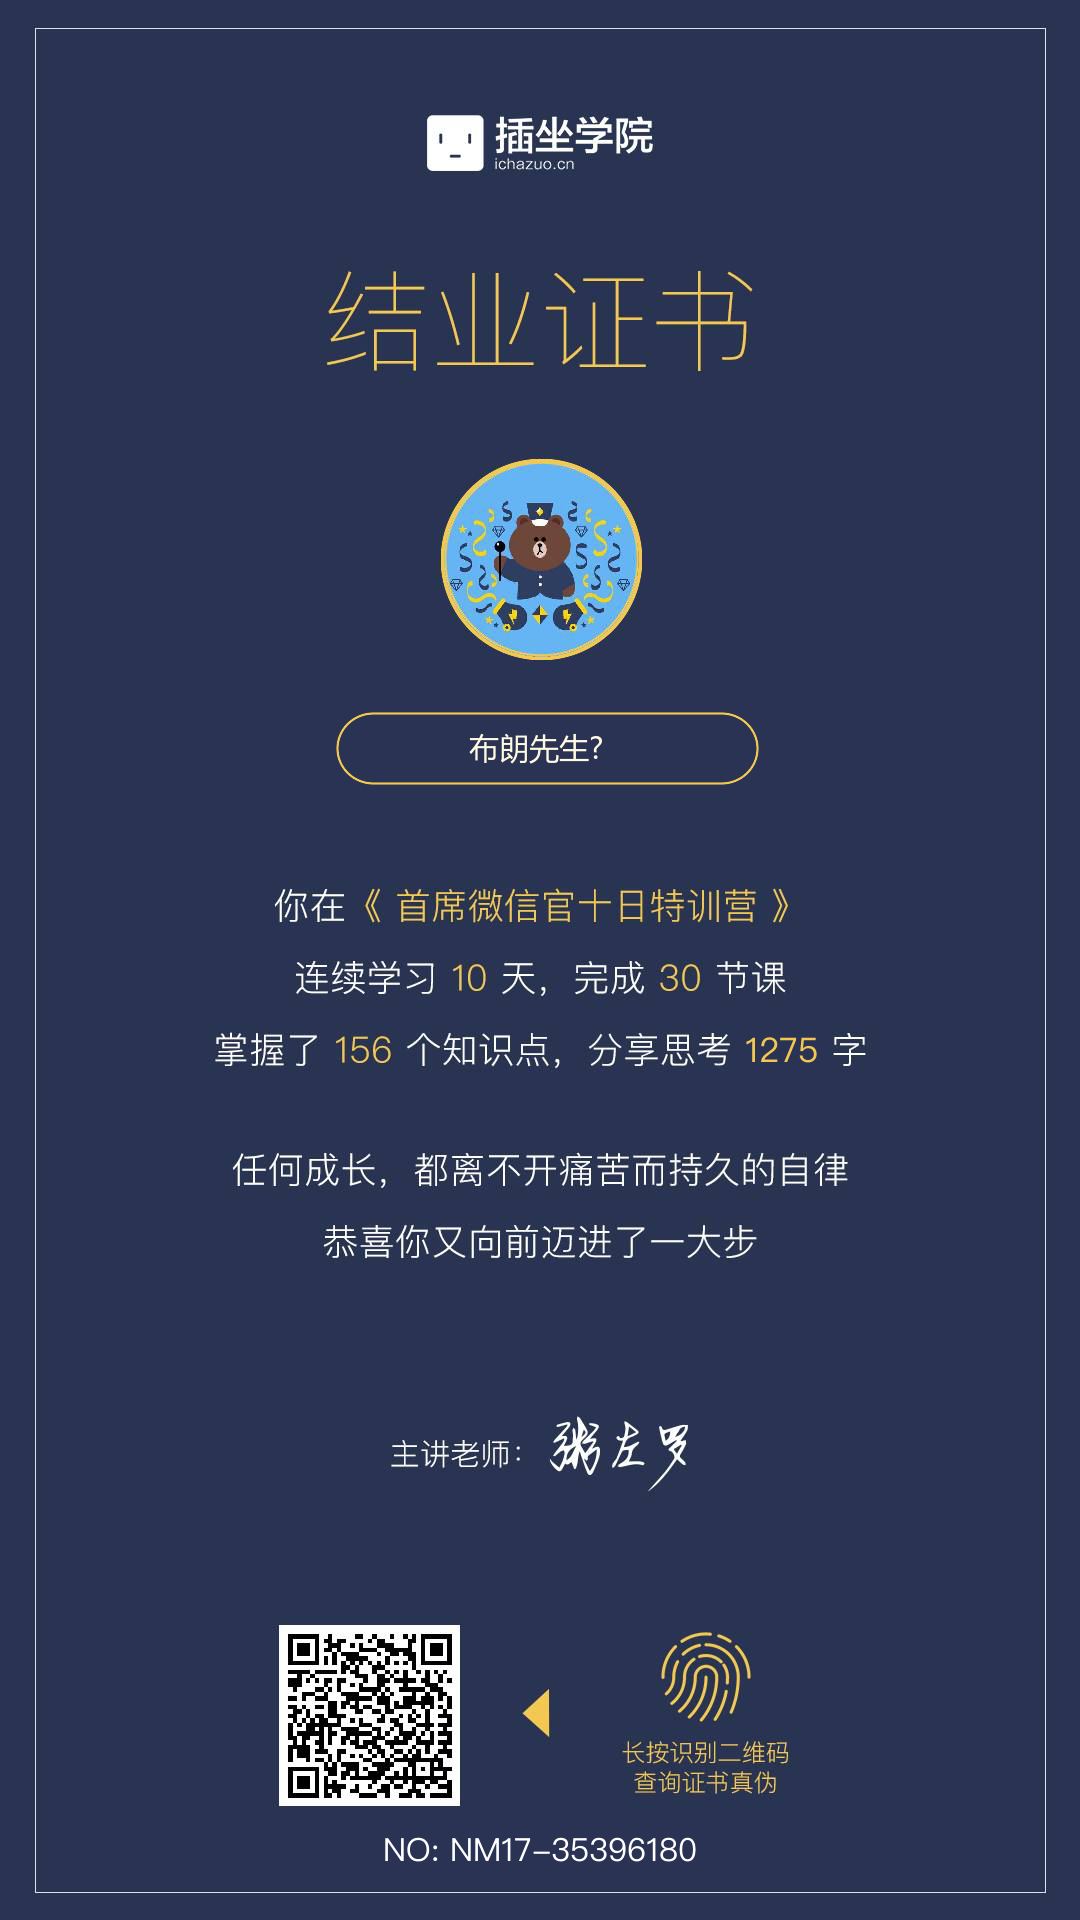 插坐学院
ichazuo.cn
结业证书
布朗先生?
你在《 首席微信官十日特训营 》
连续学习 10 天，完成 30 节课
掌握了 156 个知识点，分享思考 1275 字
任何成长，都离不开痛苦而持久的自律
恭喜你又向前迈进了一大步
主讲老师：粥左罗
长按识别二维码
查询证书真伪
NO: NM17-35396180